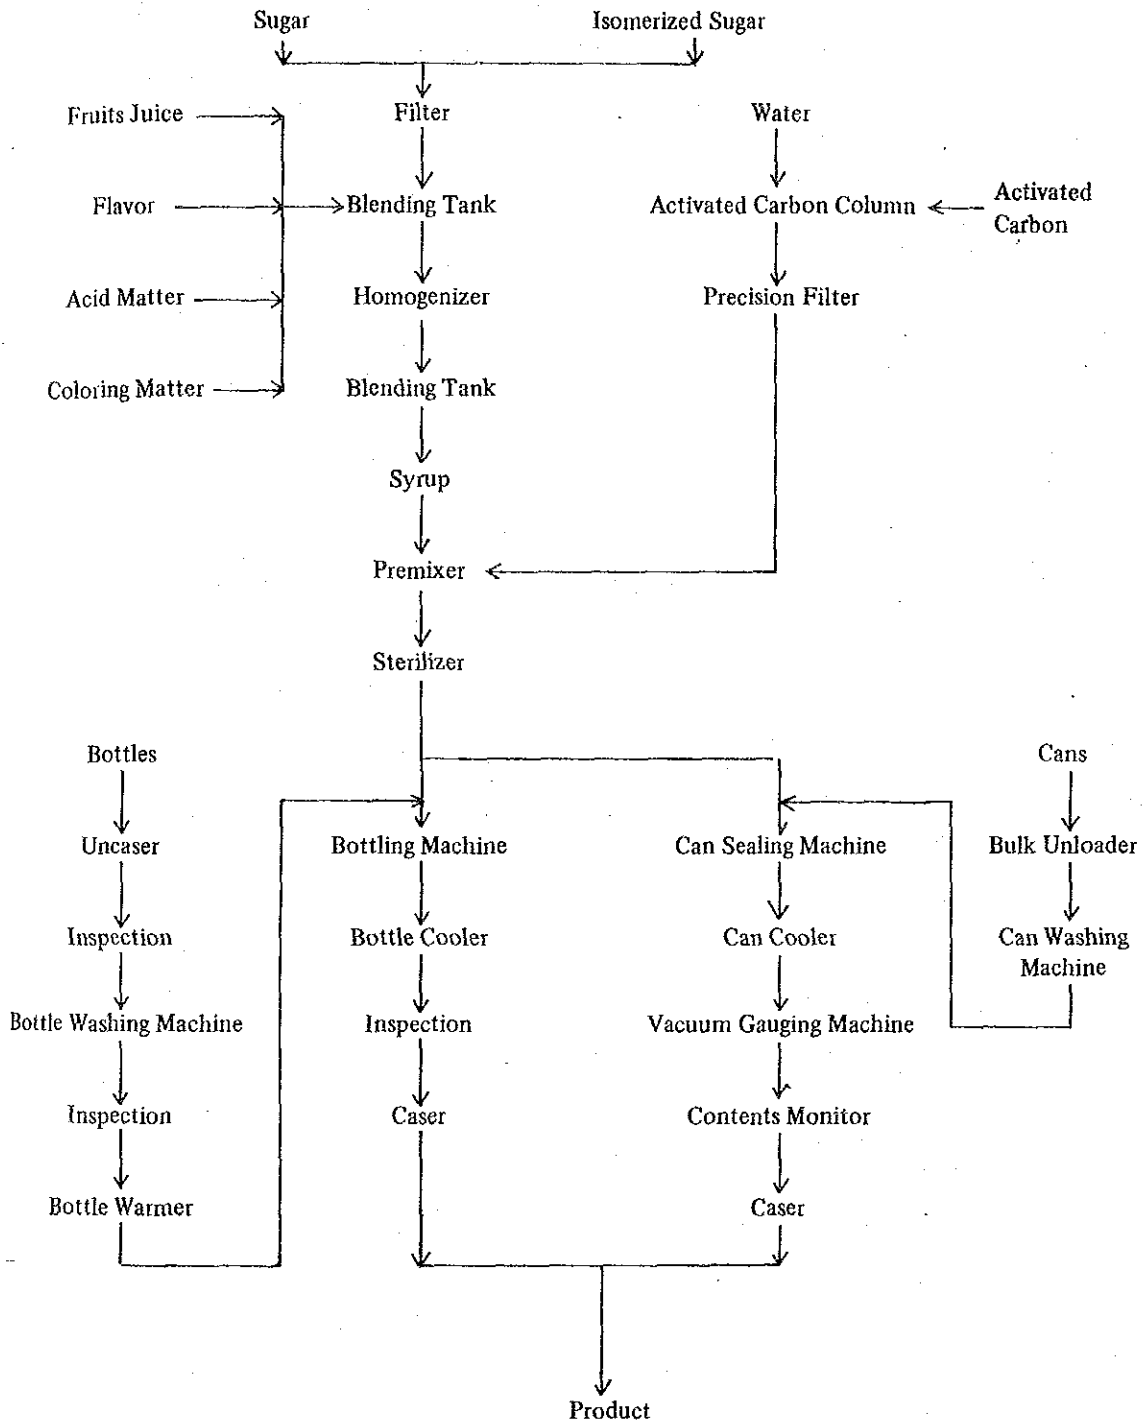 Sugar
Isomerized Sugar
Fruits Juice
Filter
Water
Flavor
Blending Tank
Activated Carbon Column
Activated
Carbon
Acid Matter
Homogenizer
Precision Filter
Coloring Matter
Blending Tank
Syrup
Premixer
Sterilizer
Bottles
Cans
Uncaser
Bottling Machine
Can Sealing Machine
Bulk Unloader
Inspection
Bottle Cooler
Can Cooler
Can Washing
Machine
Bottle Washing Machine
Inspection
Vacuum Gauging Machine
Inspection
Caser
Contents Monitor
Bottle Warmer
Caser
Product